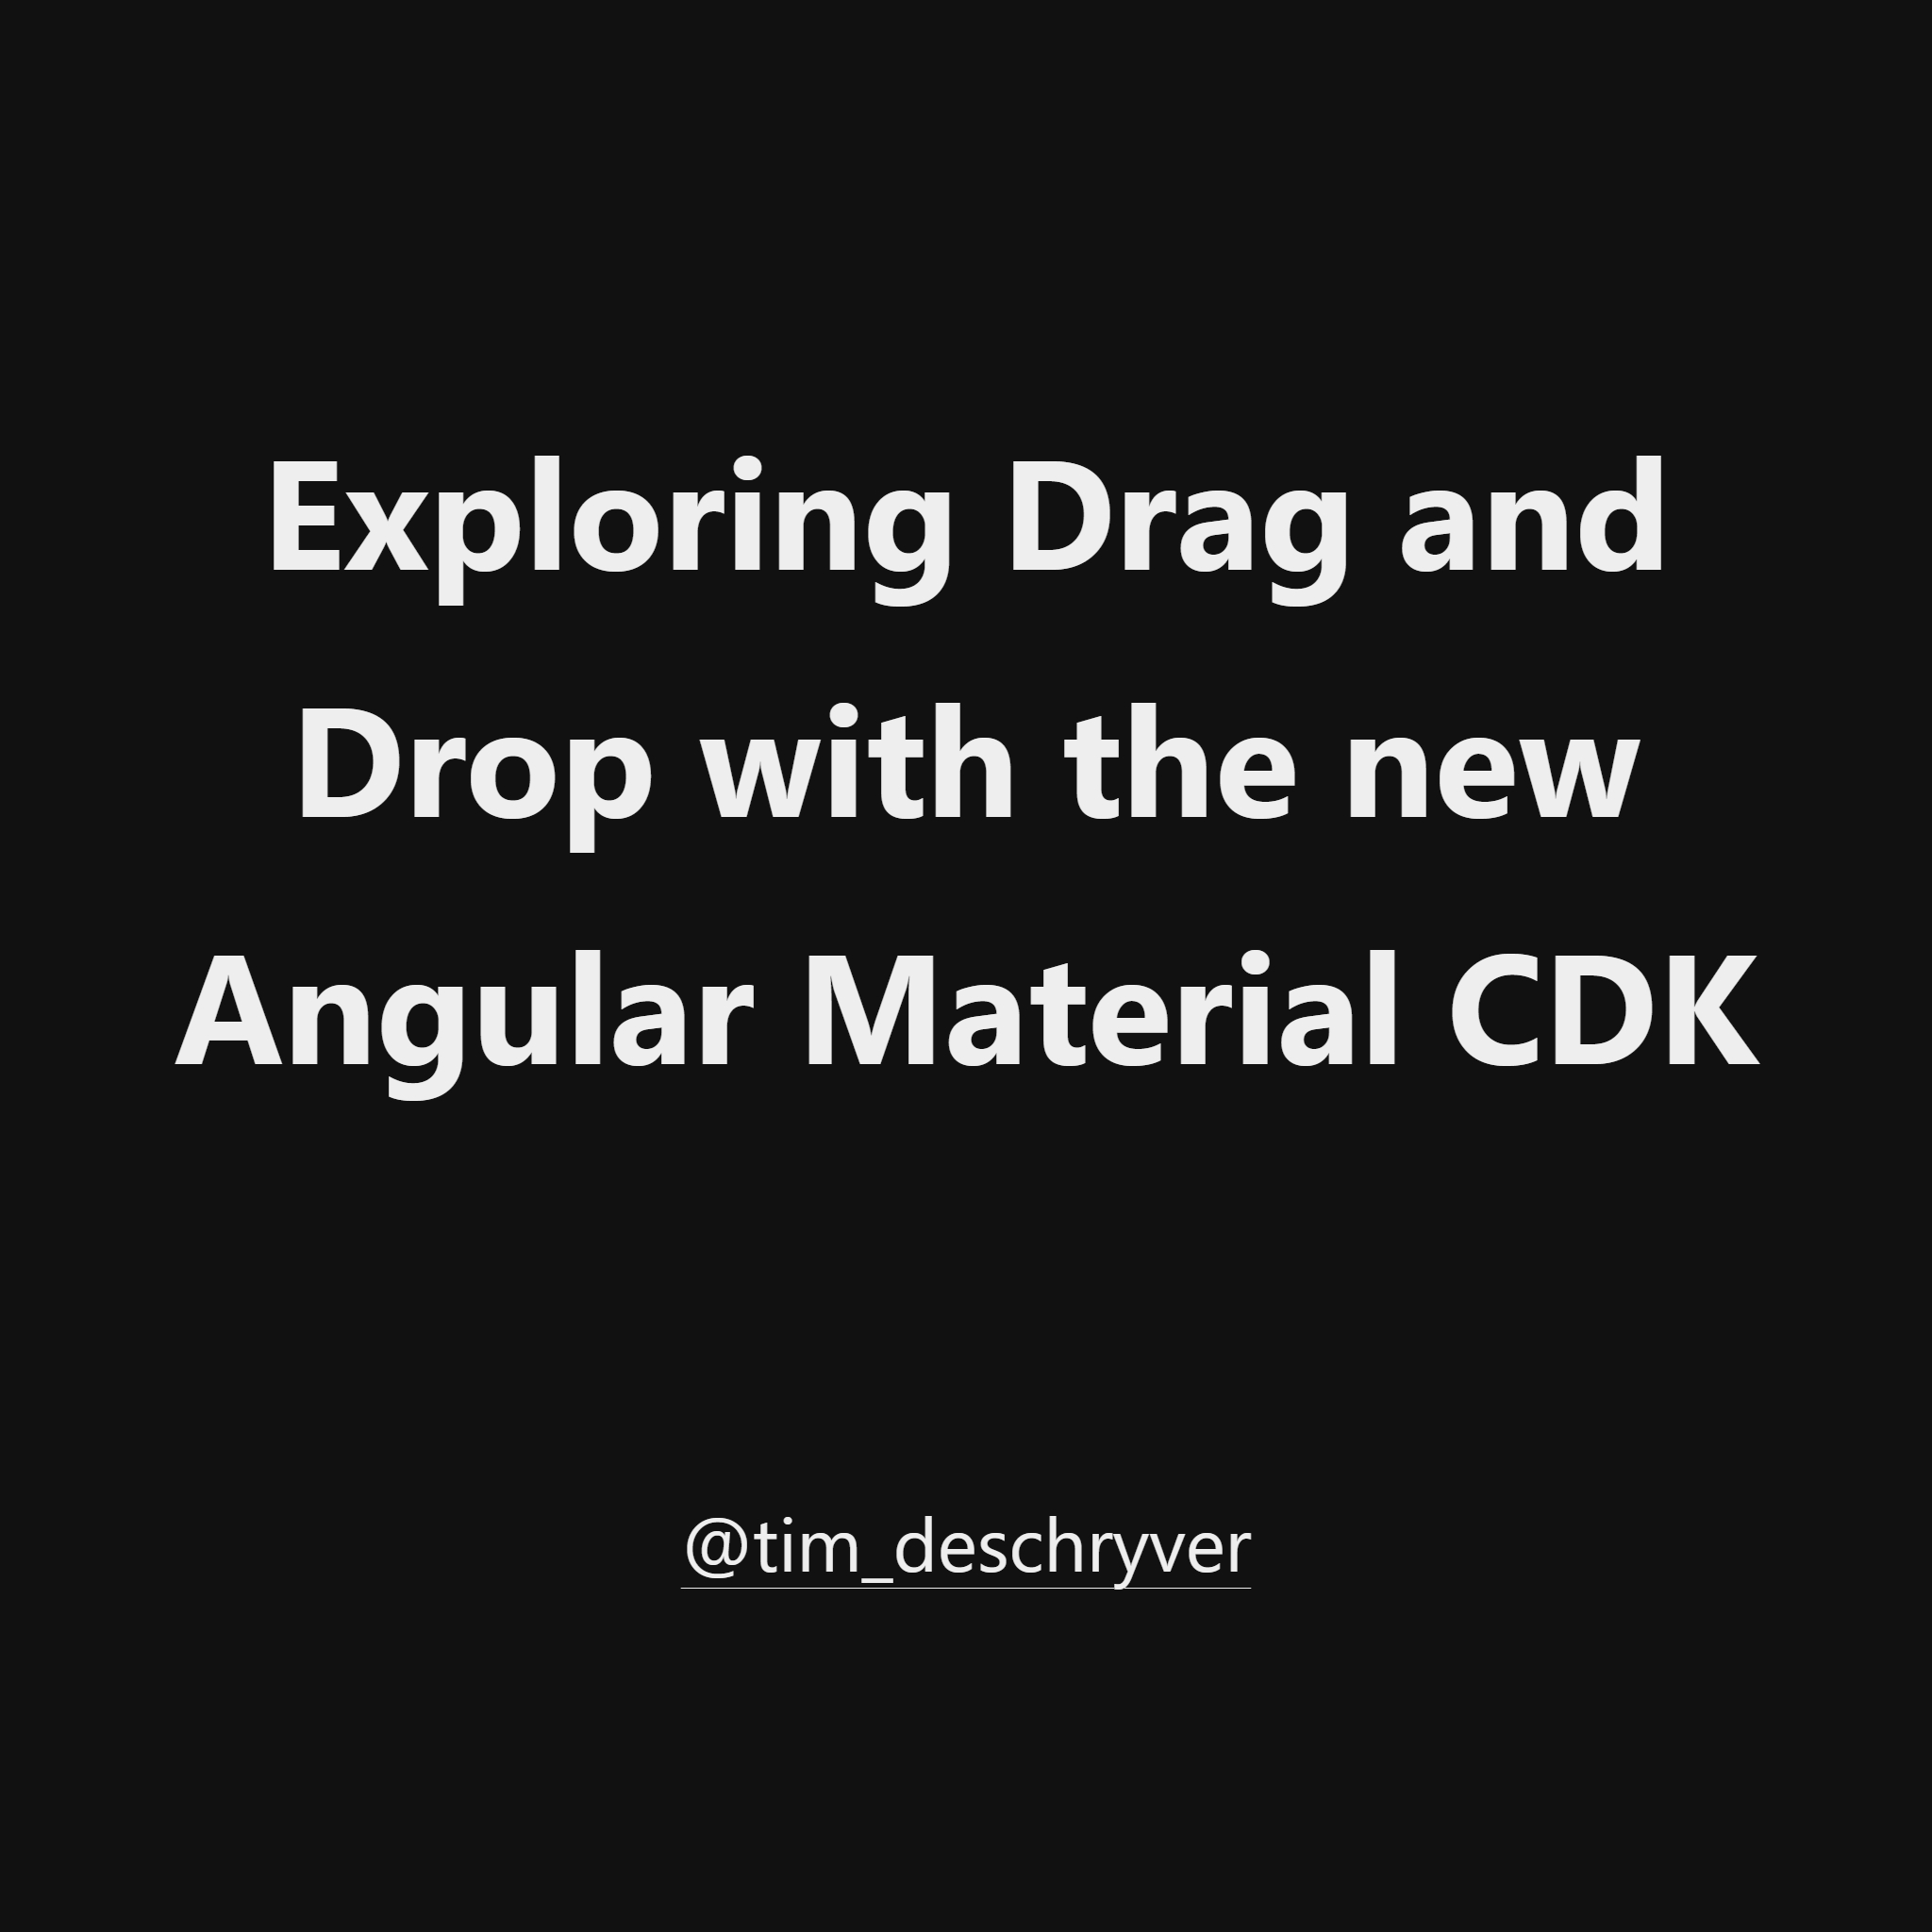 Exploring Drag and
Drop with the new
Angular Material CDK
@tim_deschryver